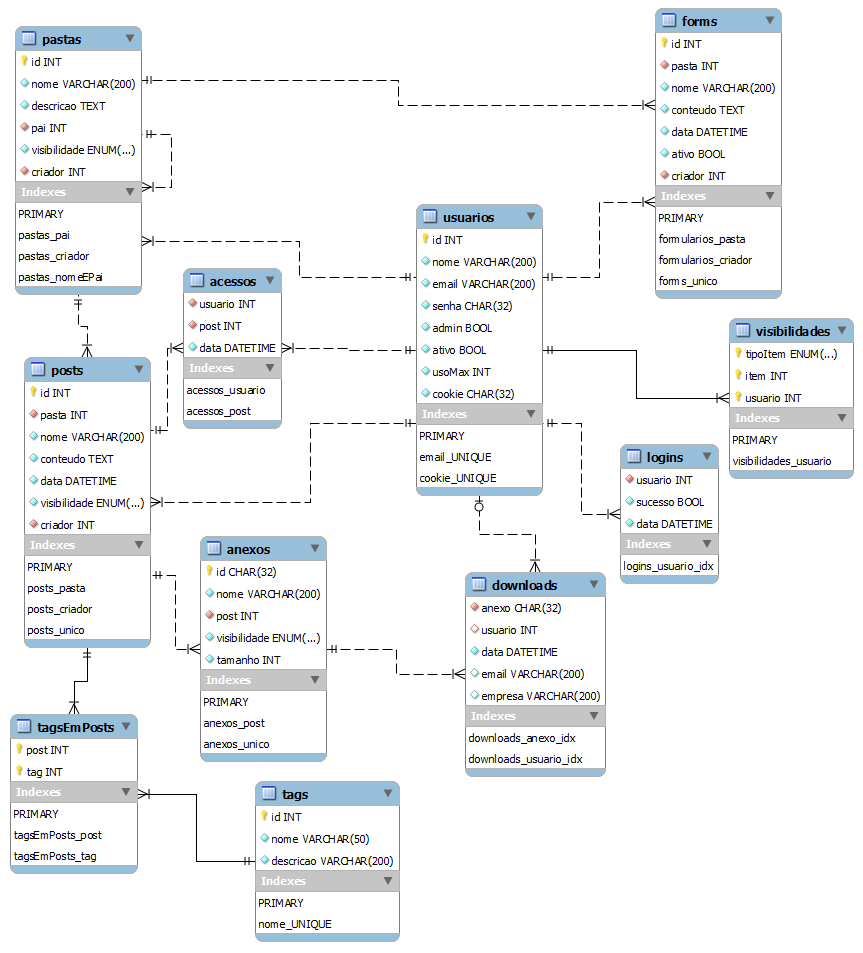 pastas
id INT
nome VARCHAR(200)
descricao TEXT
pai INT
visibilidade ENUM(...)
criador INT
Indexes
PRIMARY
pastas_pai
pastas_criador
pastas_nomeEPai
forms
id INT
pasta INT
nome VARCHAR(200)
conteudo TEXT
data DATETIME
ativo BOOL
criador INT
Indexes
PRIMARY
formularios_pasta
formularios_criador
forms_unico
usuarios
id INT
nome VARCHAR(200)
email VARCHAR(200)
senha CHAR(32)
admin BOOL
ativo BOOL
usoMax INT
cookie CHAR(32)
Indexes
PRIMARY
email_UNIQUE
cookie_UNIQUE
acessos
usuario INT
post INT
data DATETIME
Indexes
acessos_usuario
acessos_post
visibilidades
tipoItem ENUM(...)
item INT
usuario INT
Indexes
PRIMARY
visibilidades_usuario
posts
id INT
pasta INT
nome VARCHAR(200)
conteudo TEXT
data DATETIME
visibilidade ENUM(...)
criador INT
Indexes
PRIMARY
posts_pasta
posts_criador
posts_unico
logins
usuario INT
sucesso BOOL
data DATETIME
Indexes
logins_usuario_idx
anexos
id CHAR(32)
nome VARCHAR(200)
post INT
visibilidade ENUM(...)
tamanho INT
Indexes
PRIMARY
anexos_post
anexos_unico
downloads
anexo CHAR(32)
usuario INT
data DATETIME
email VARCHAR(200)
empresa VARCHAR(200)
Indexes
downloads_anexo_idx
downloads_usuario_idx
tagsEmPosts
post INT
tag INT
Indexes
PRIMARY
tagsEmPosts_post
tagsEmPosts_tag
tags
id INT
nome VARCHAR(50)
descricao VARCHAR(200)
Indexes
PRIMARY
nome_UNIQUE